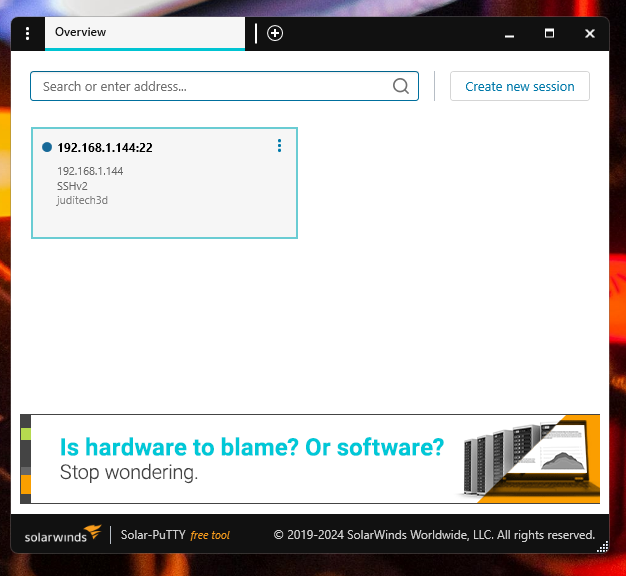 Overview
Search or enter address...
Create new session
192.168.1.144:22
192.168.1.144
SSHv2
juditech3d
Is hardware to blame? Or software?
Stop wondering.
solarwinds
Solar-PuTTY free tool
© 2019-2024 SolarWinds Worldwide, LLC. All rights reserved.